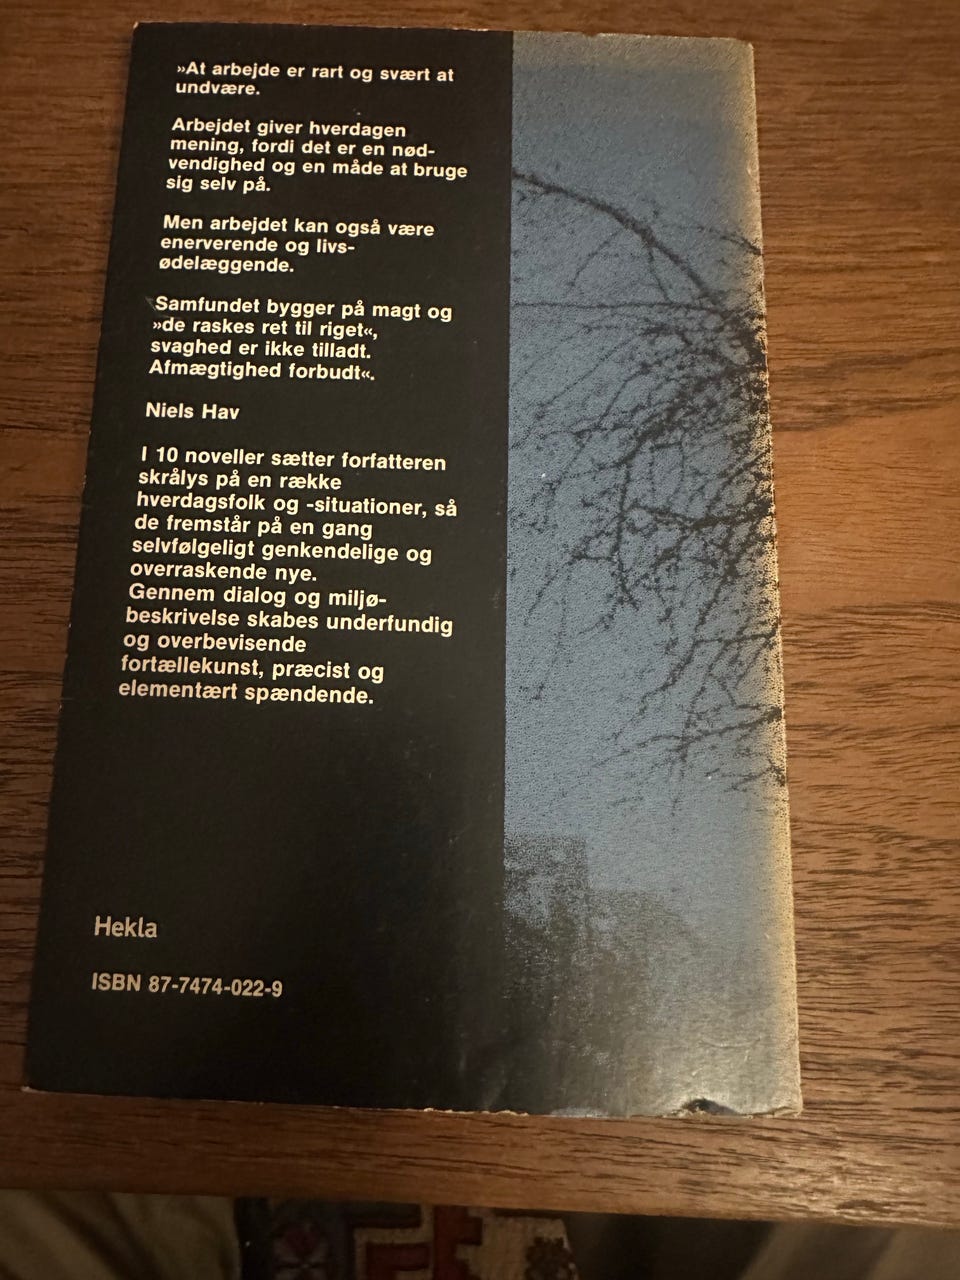 »At arbejde er rart og svært at
undvære.
Arbejdet giver hverdagen
mening, fordi det er en nød-
vendighed og en måde at bruge
sig selv på.
Men arbejdet kan også være
enerverende og livs-
ødelæggende.
Samfundet bygger på magt og
»de raskes ret til riget«,
svaghed er ikke tilladt.
Afmægtighed forbudt«.
Niels Hav
I 10 noveller sætter forfatteren
skrålys på en række
hverdagsfolk og -situationer, så
de fremstår på en gang
selvfølgeligt genkendelige og
overraskende nye.
Gennem dialog og miljø-
beskrivelse skabes underfundig
og overbevisende
fortællekunst, præcist og
elementært spændende.
Hekla
ISBN 87-7474-022-9